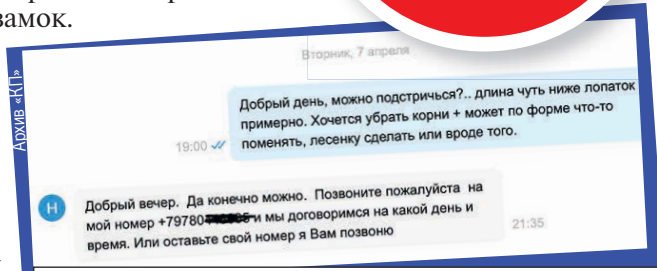 замок.
Архив «КП»
Вторник, 7 апреля
Добрый день, можно подстричься?.. длина чуть ниже лопаток
примерно. Хочется убрать корни + может по форме что-то
поменять, лесенку сделать или вроде того.
19:00
Н
Добрый вечер. Да конечно можно. Позвоните пожалуйста на
мой номер +79780 и мы договоримся на какой день и
время. Или оставьте свой номер я Вам позвоню
21:35